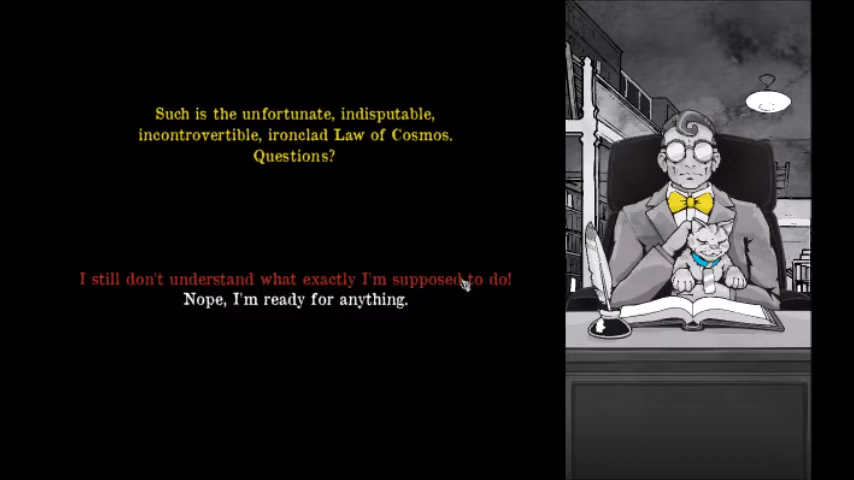 Such is the unfortunate, indisputable,
incontrovertible, ironclad Law of Cosmos.
Questions?
I still don't understand what exactly I'm supposed to do!
Nope, I'm ready for anything.